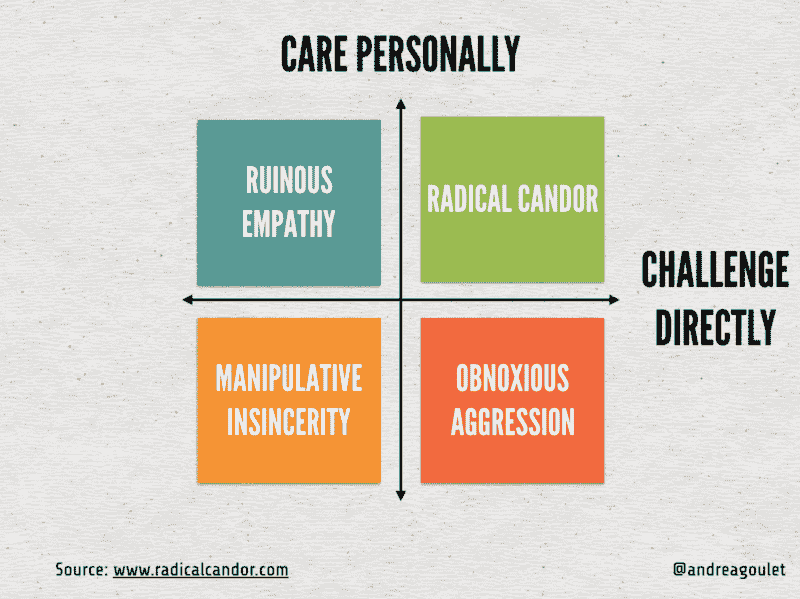 CARE PERSONALLY
RUINOUS
EMPATHY
RADICAL CANDOR
CHALLENGE
DIRECTLY
MANIPULATIVE
INSINCERITY
OBNOXIOUS
AGGRESSION
Source: www.radicalcandor.com
@andreagoulet